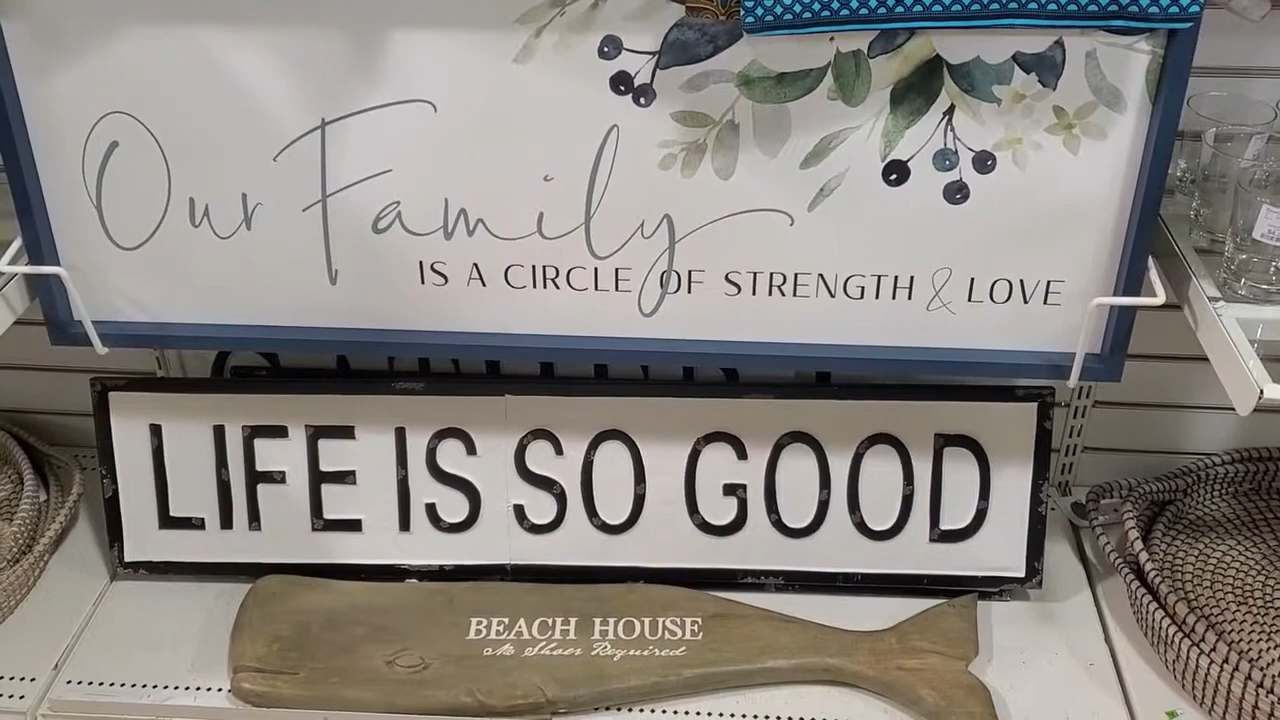 Our Family
IS A CIRCLE OF STRENGTH & LOVE
LIFE IS SO GOOD
BEACH HOUSE
No Shoes Required